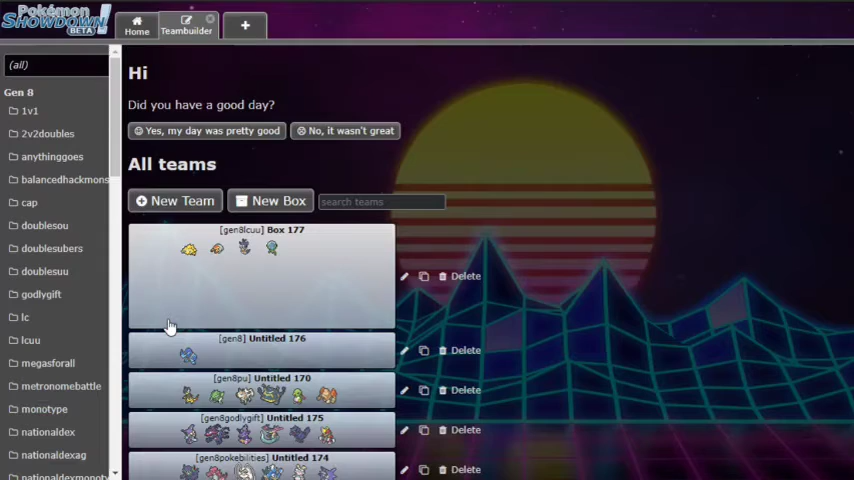 Pokémon
SHOWDOWN!
BETA
Home
Teambuilder
(all)
Gen 8
1v1
2v2doubles
anythinggoes
balancedhackmons
cap
doublesou
doublesubers
doublesuu
godlygift
lc
lcuu
megasforall
metronomebattle
monotype
nationaldex
nationaldexag
nationaldexmonoty
Hi
Did you have a good day?
Yes, my day was pretty good
No, it wasn't great
All teams
New Team
New Box
search teams
[gen8lcuu] Box 177
Delete
[gen8] Untitled 176
Delete
[gen8pu] Untitled 170
Delete
[gen8godlygift] Untitled 175
Delete
[gen8pokebilities] Untitled 174
Delete